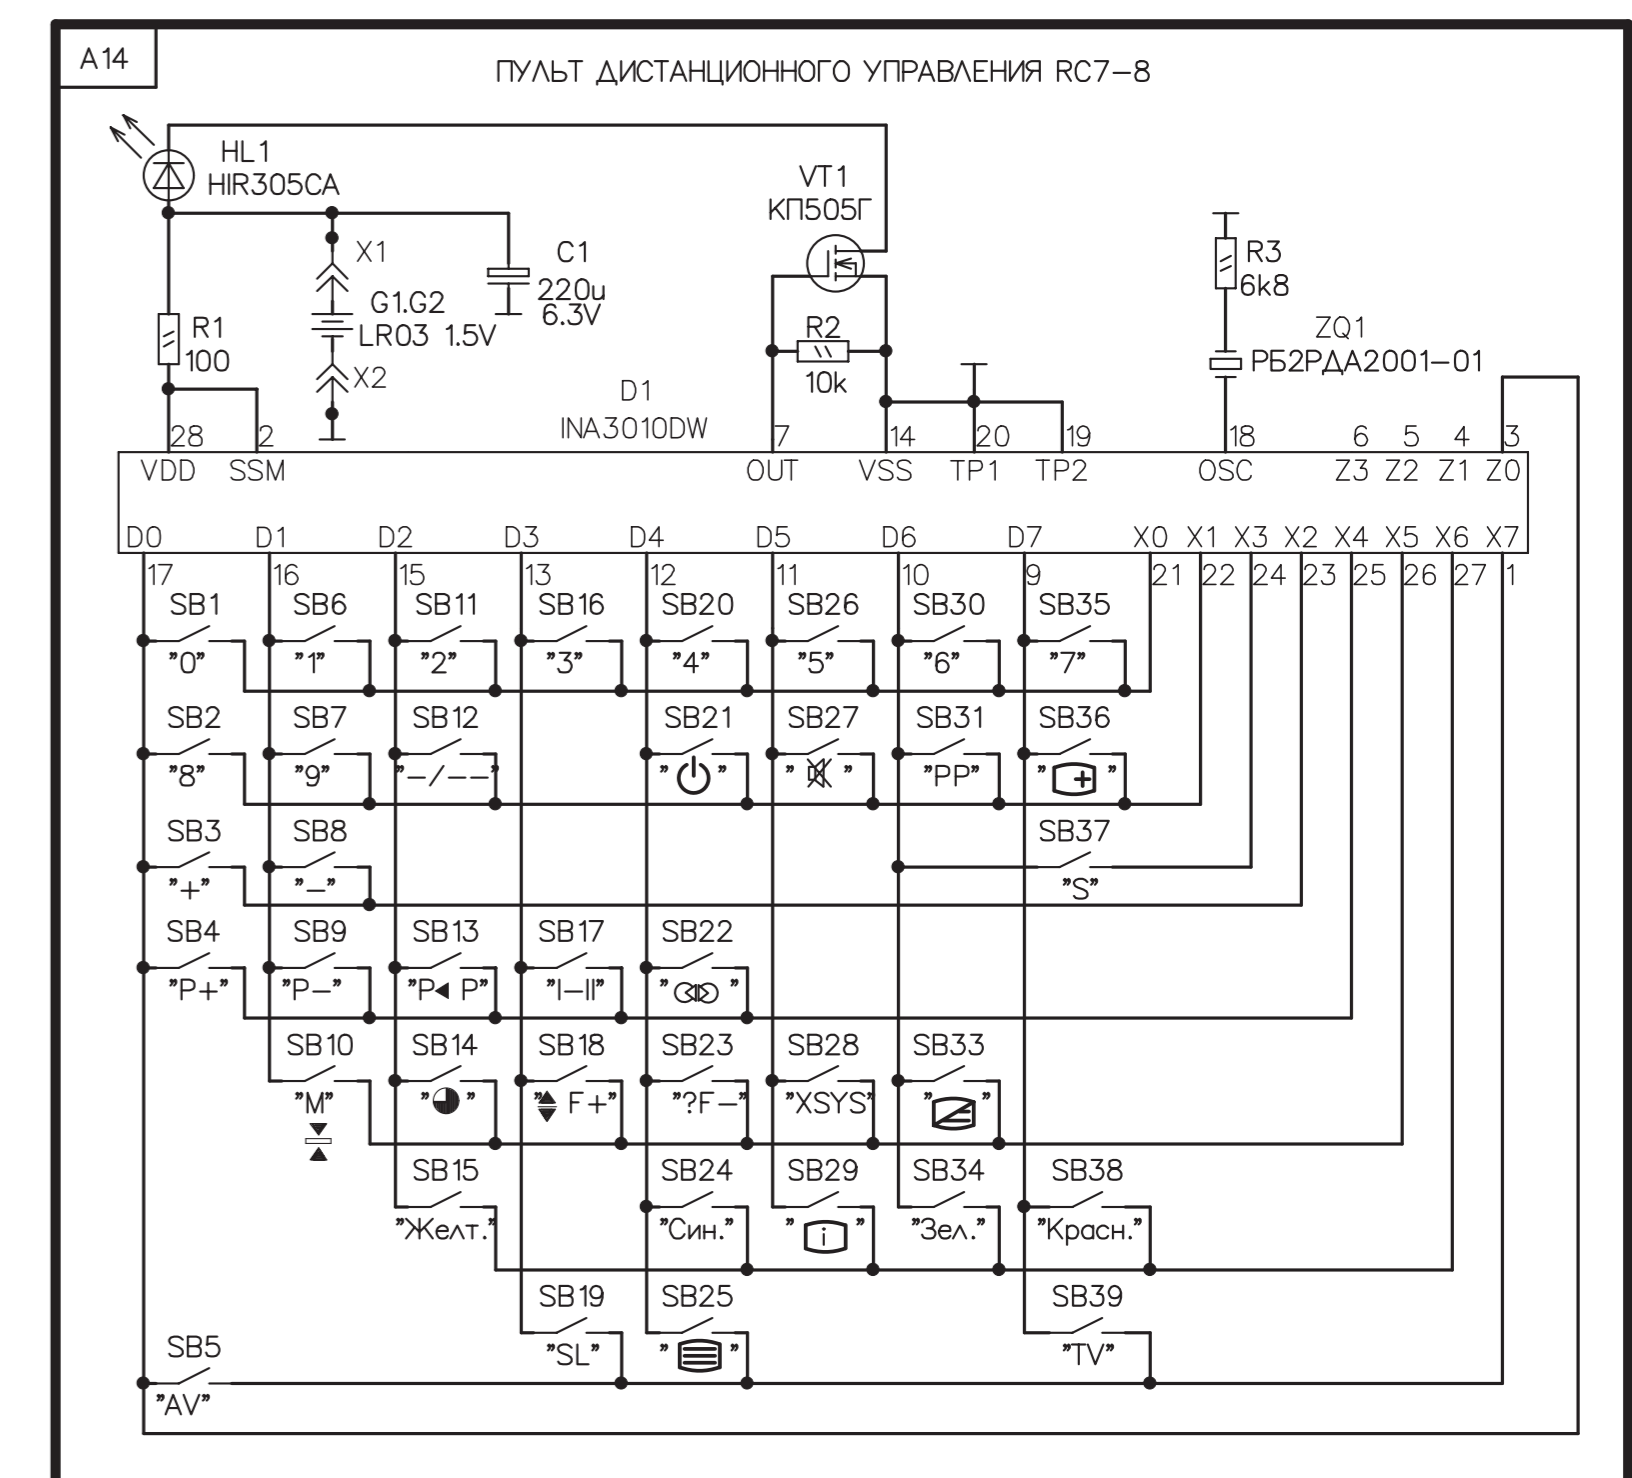 А14
ПУЛЬТ ДИСТАНЦИОННОГО УПРАВЛЕНИЯ RC7-8
HL1
HIR305CA
VT1
КП505Г
X1
C1
220u
6.3V
R3
6k8
G1.G2
LR03 1.5V
R1
100
R2
10k
ZQ1
РБ2РДА2001-01
X2
D1
INA3010DW
28 2 7 14 20 19 18 6 5 4 3
VDD SSM OUT VSS TP1 TP2 OSC Z3 Z2 Z1 Z0
D0 D1 D2 D3 D4 D5 D6 D7 X0 X1 X3 X2 X4 X5 X6 X7
17 16 15 13 12 11 10 9 21 22 24 23 25 26 27 1
SB1 SB6 SB11 SB16 SB20 SB26 SB30 SB35
"0" "1" "2" "3" "4" "5" "6" "7"
SB2 SB7 SB12 SB21 SB27 SB31 SB36
"8" "9" "-/--" " " " " "PP" " + "
SB3 SB8 SB37
"+" "-" "S"
SB4 SB9 SB13 SB17 SB22
"P+" "P-" "P◄ P" "I-II" " "
SB10 SB14 SB18 SB23 SB28 SB33
"M" " " " F+" "?F-" "XSYS" " "
SB15 SB24 SB29 SB34 SB38
"Желт." "Син." " i " "Зел." "Красн."
SB19 SB25 SB39
"SL" " " "TV"
SB5
"AV"